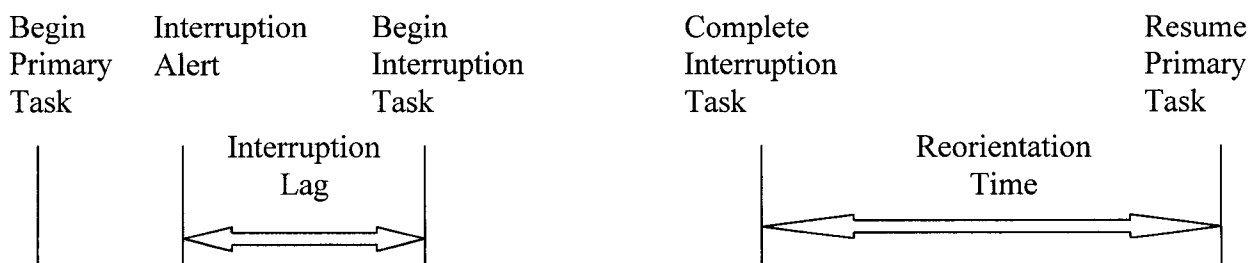 Begin
Primary
Task
Interruption
Alert
Begin
Interruption
Task
Complete
Interruption
Task
Resume
Primary
Task
Interruption
Lag
Reorientation
Time